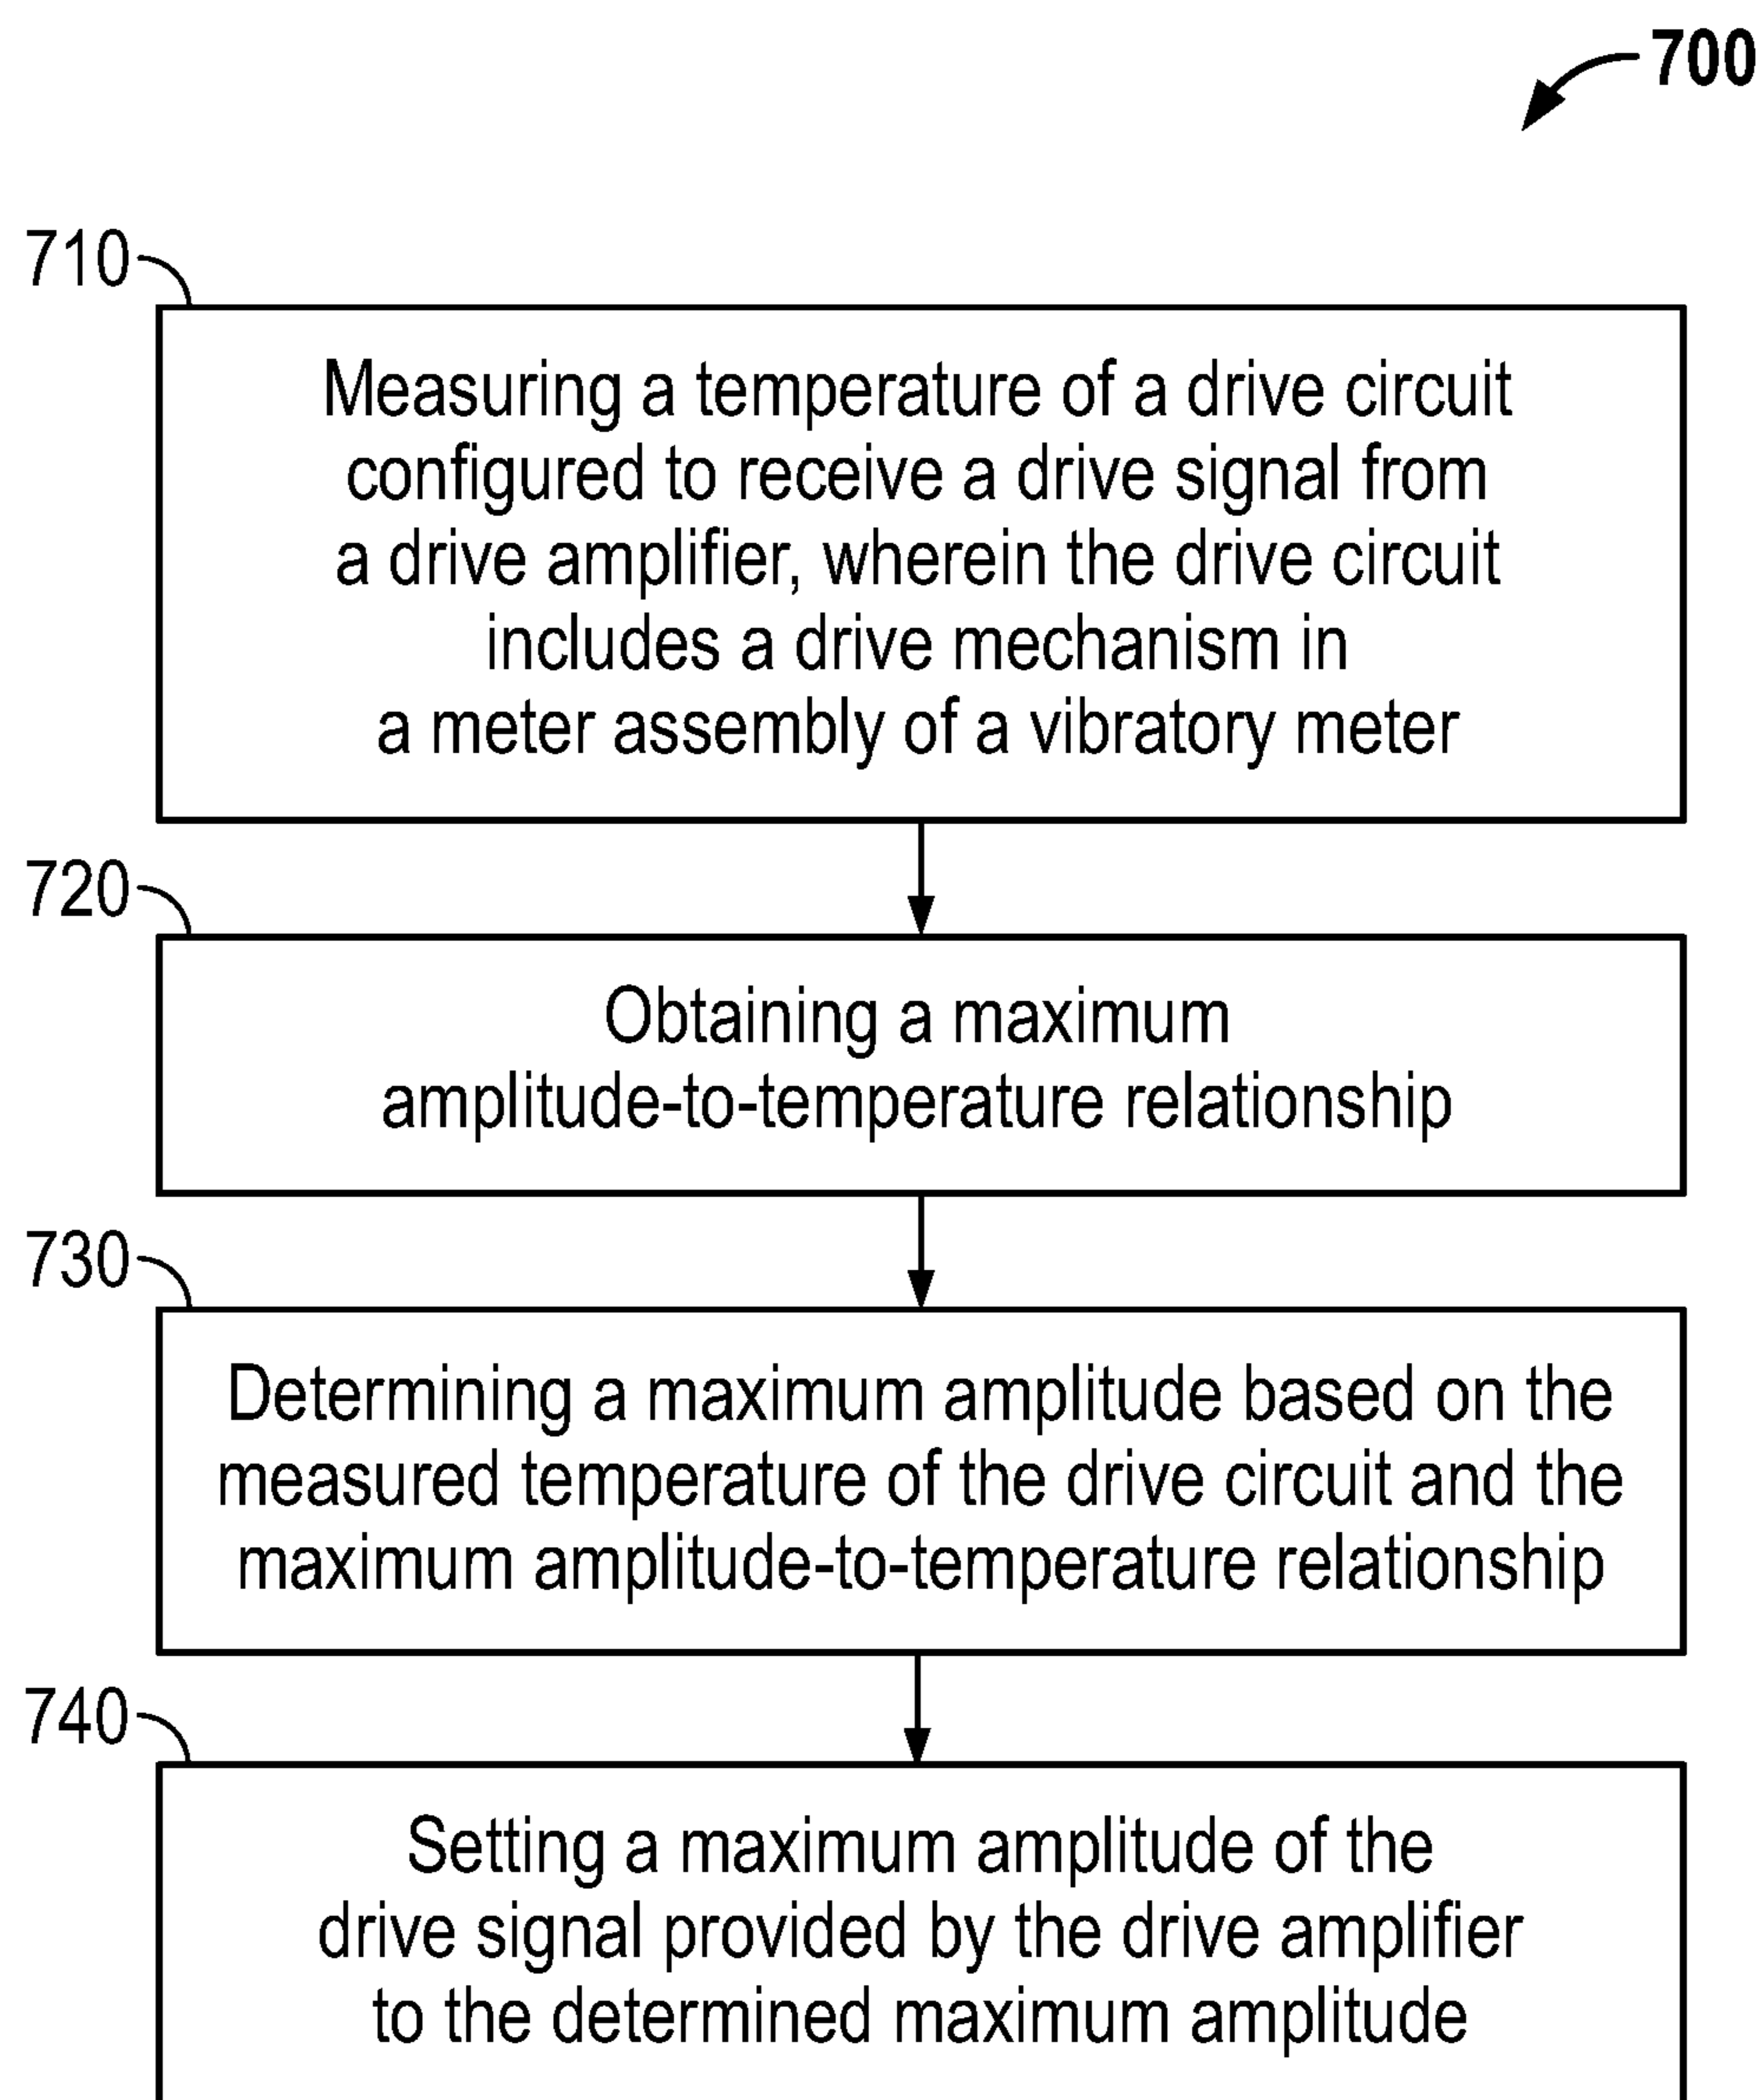 700
710
Measuring a temperature of a drive circuit
configured to receive a drive signal from
a drive amplifier, wherein the drive circuit
includes a drive mechanism in
a meter assembly of a vibratory meter
720
Obtaining a maximum
amplitude-to-temperature relationship
730
Determining a maximum amplitude based on the
measured temperature of the drive circuit and the
maximum amplitude-to-temperature relationship
740
Setting a maximum amplitude of the
drive signal provided by the drive amplifier
to the determined maximum amplitude